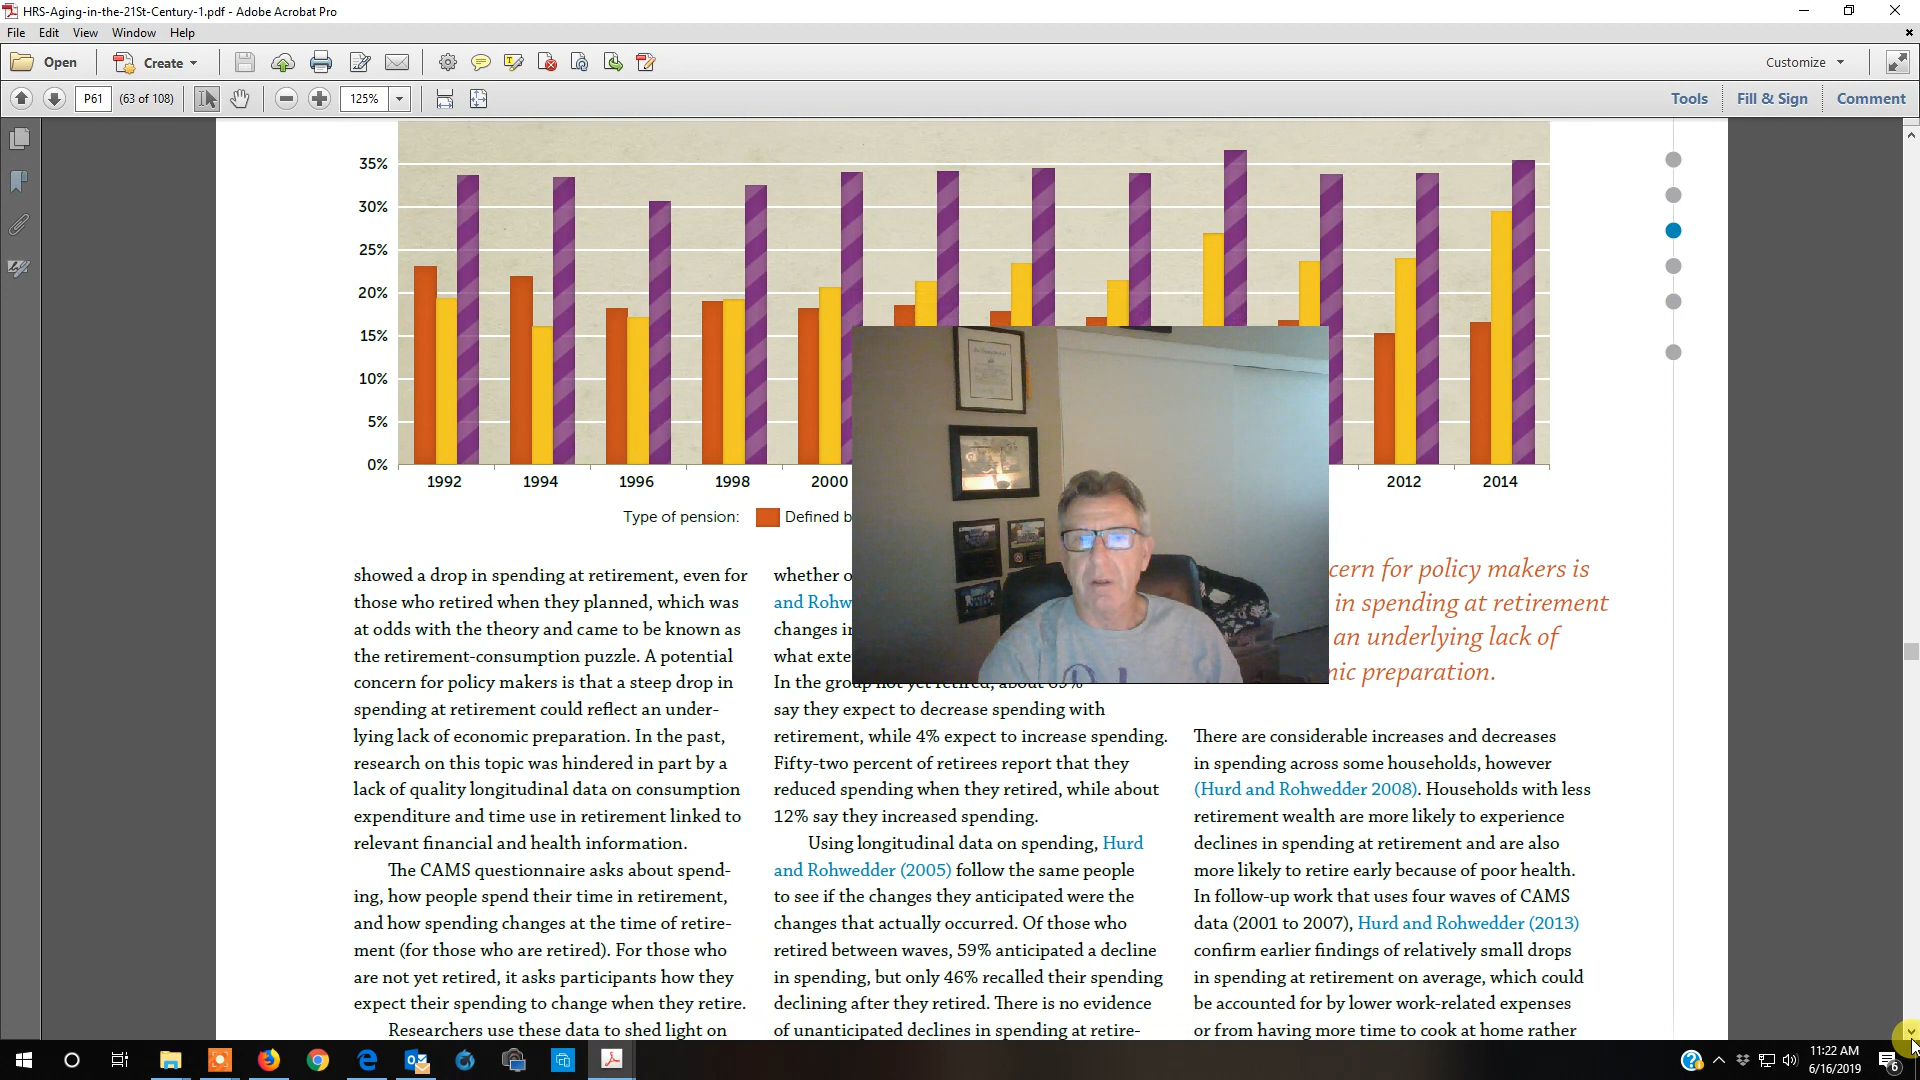 HRS-Aging-in-the-21St-Century-1.pdf - Adobe Acrobat Pro
File Edit View Window Help
Open Create Customize
P61 (63 of 108) 125% Tools Fill & Sign Comment
35%
30%
25%
20%
15%
10%
5%
0%
1992 1994 1996 1998 2000 2012 2014
Type of pension: Defined b
showed a drop in spending at retirement, even for
those who retired when they planned, which was
at odds with the theory and came to be known as
the retirement-consumption puzzle. A potential
concern for policy makers is that a steep drop in
spending at retirement could reflect an under-
lying lack of economic preparation. In the past,
research on this topic was hindered in part by a
lack of quality longitudinal data on consumption
expenditure and time use in retirement linked to
relevant financial and health information.
The CAMS questionnaire asks about spend-
ing, how people spend their time in retirement,
and how spending changes at the time of retire-
ment (for those who are retired). For those who
are not yet retired, it asks participants how they
expect their spending to change when they retire.
Researchers use these data to shed light on
whether o
and Rohw
changes in
what exte
In the group not yet retired, about
say they expect to decrease spending with
retirement, while 4% expect to increase spending.
Fifty-two percent of retirees report that they
reduced spending when they retired, while about
12% say they increased spending.
Using longitudinal data on spending, Hurd
and Rohwedder (2005) follow the same people
to see if the changes they anticipated were the
changes that actually occurred. Of those who
retired between waves, 59% anticipated a decline
in spending, but only 46% recalled their spending
declining after they retired. There is no evidence
of unanticipated declines in spending at retire-
cern for policy makers is
in spending at retirement
an underlying lack of
nic preparation.
There are considerable increases and decreases
in spending across some households, however
(Hurd and Rohwedder 2008). Households with less
retirement wealth are more likely to experience
declines in spending at retirement and are also
more likely to retire early because of poor health.
In follow-up work that uses four waves of CAMS
data (2001 to 2007), Hurd and Rohwedder (2013)
confirm earlier findings of relatively small drops
in spending at retirement on average, which could
be accounted for by lower work-related expenses
or from having more time to cook at home rather
11:22 AM
6/16/2019
6